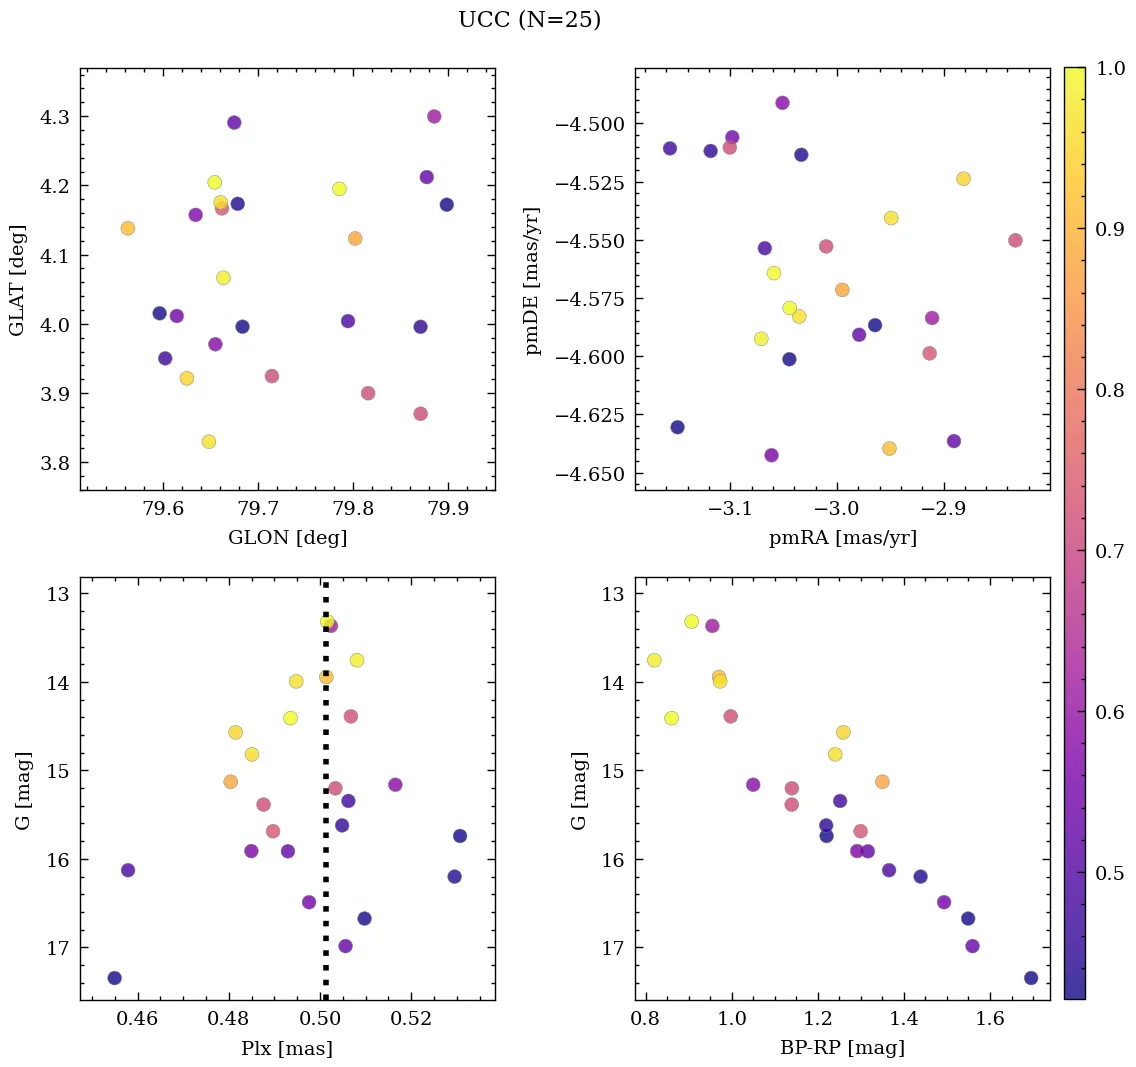 UCC (N=25)
4.3
4.2
4.1
4.0
3.9
3.8
GLAT [deg]
79.6 79.7 79.8 79.9
GLON [deg]
−4.500
−4.525
−4.550
−4.575
−4.600
−4.625
−4.650
pmDE [mas/yr]
−3.1 −3.0 −2.9
pmRA [mas/yr]
1.0
0.9
0.8
0.7
0.6
0.5
13
14
15
16
17
G [mag]
0.46 0.48 0.50 0.52
Plx [mas]
13
14
15
16
17
G [mag]
0.8 1.0 1.2 1.4 1.6
BP-RP [mag]